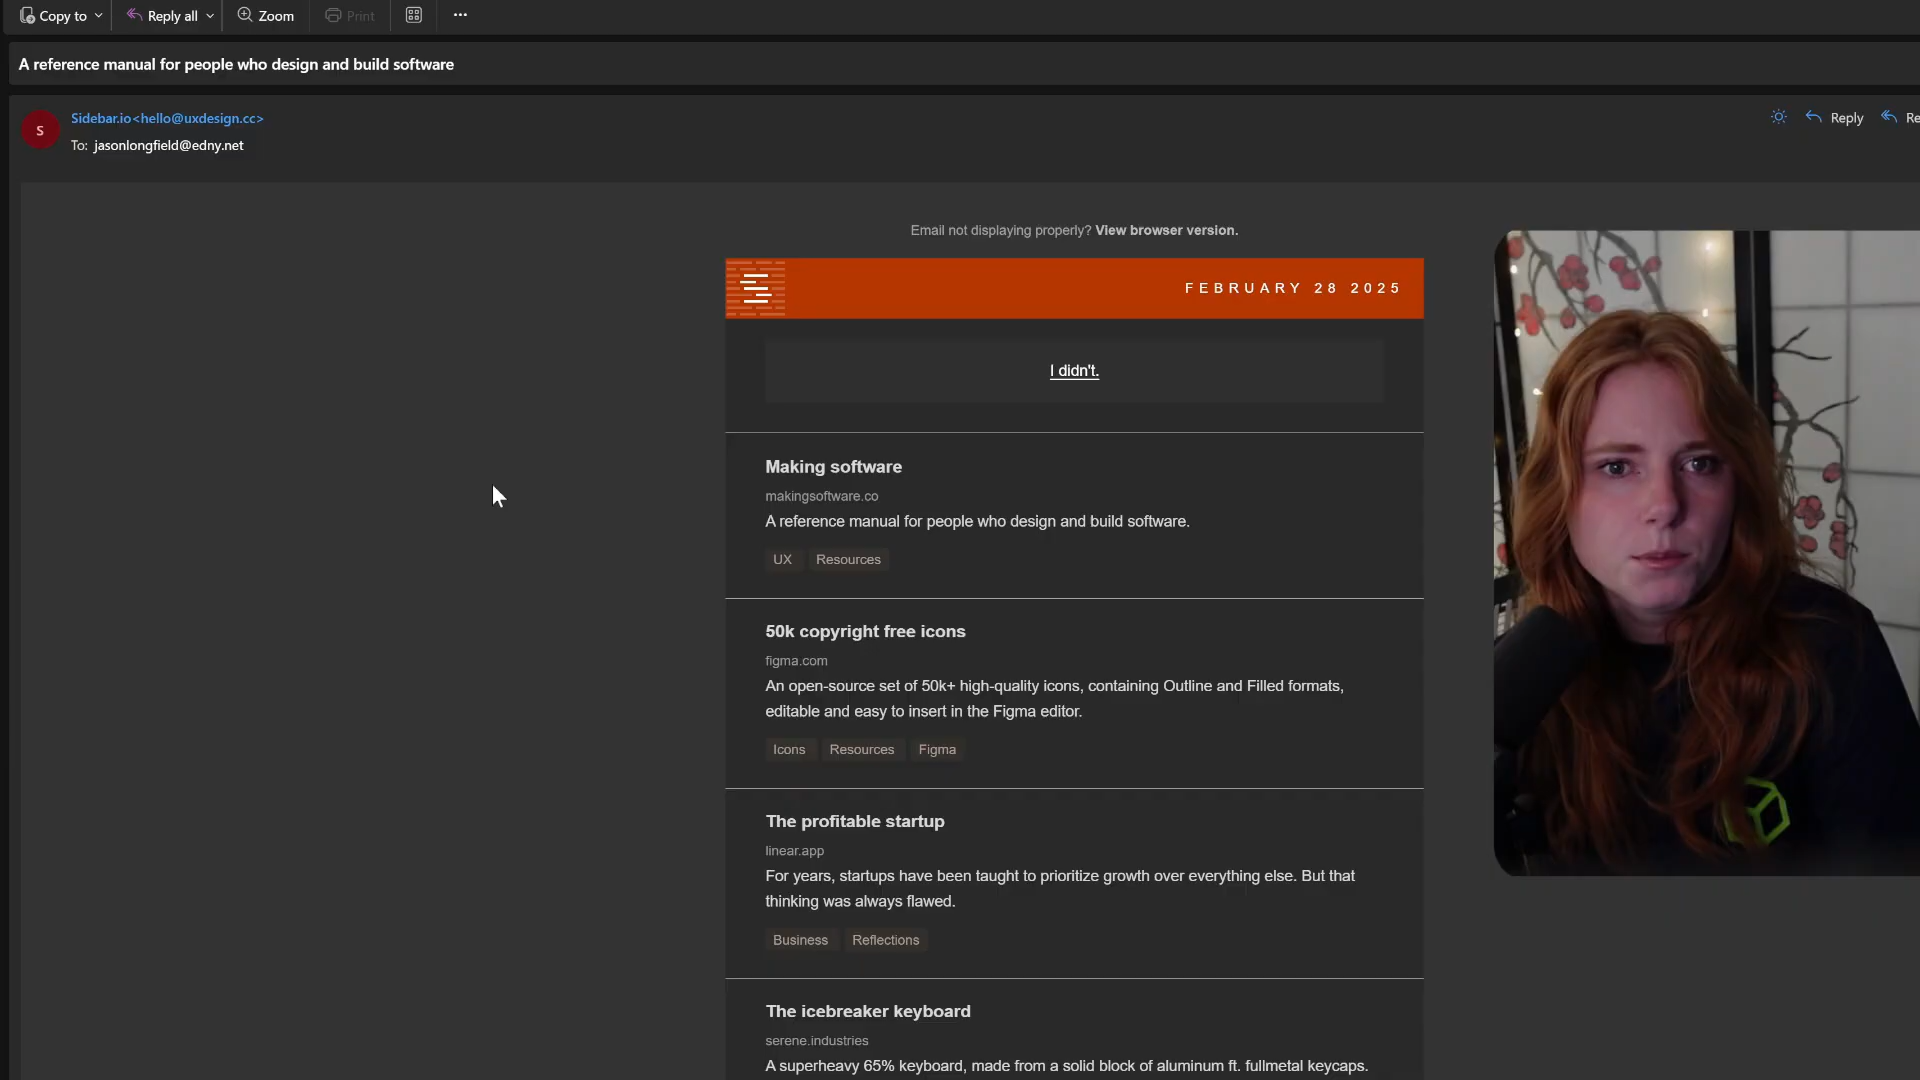 Copy to
Reply all
Zoom
Print
A reference manual for people who design and build software
S
Sidebar.io<hello@uxdesign.cc>
To: jasonlongfield@edny.net
Reply
Re
Email not displaying properly? View browser version.
FEBRUARY 28 2025
I didn't.
Making software
makingsoftware.co
A reference manual for people who design and build software.
UX Resources
50k copyright free icons
figma.com
An open-source set of 50k+ high-quality icons, containing Outline and Filled formats,
editable and easy to insert in the Figma editor.
Icons Resources Figma
The profitable startup
linear.app
For years, startups have been taught to prioritize growth over everything else. But that
thinking was always flawed.
Business Reflections
The icebreaker keyboard
serene.industries
A superheavy 65% keyboard, made from a solid block of aluminum ft. fullmetal keycaps.